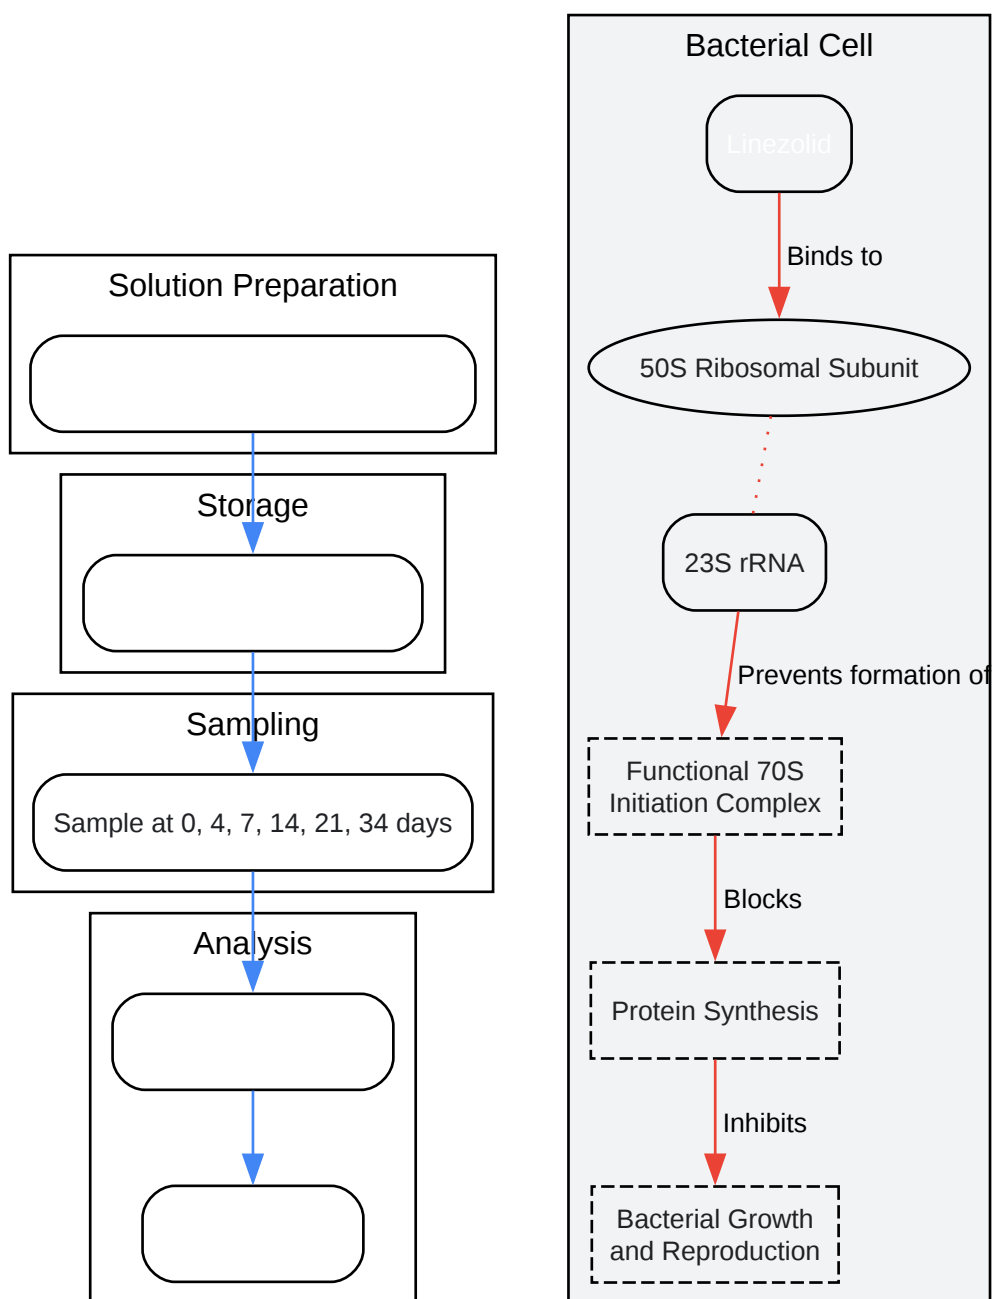 Solution Preparation
Storage
Sampling
Sample at 0, 4, 7, 14, 21, 34 days
Analysis
Bacterial Cell
Linezolid
Binds to
50S Ribosomal Subunit
23S rRNA
Prevents formation of
Functional 70S
Initiation Complex
Blocks
Protein Synthesis
Inhibits
Bacterial Growth
and Reproduction